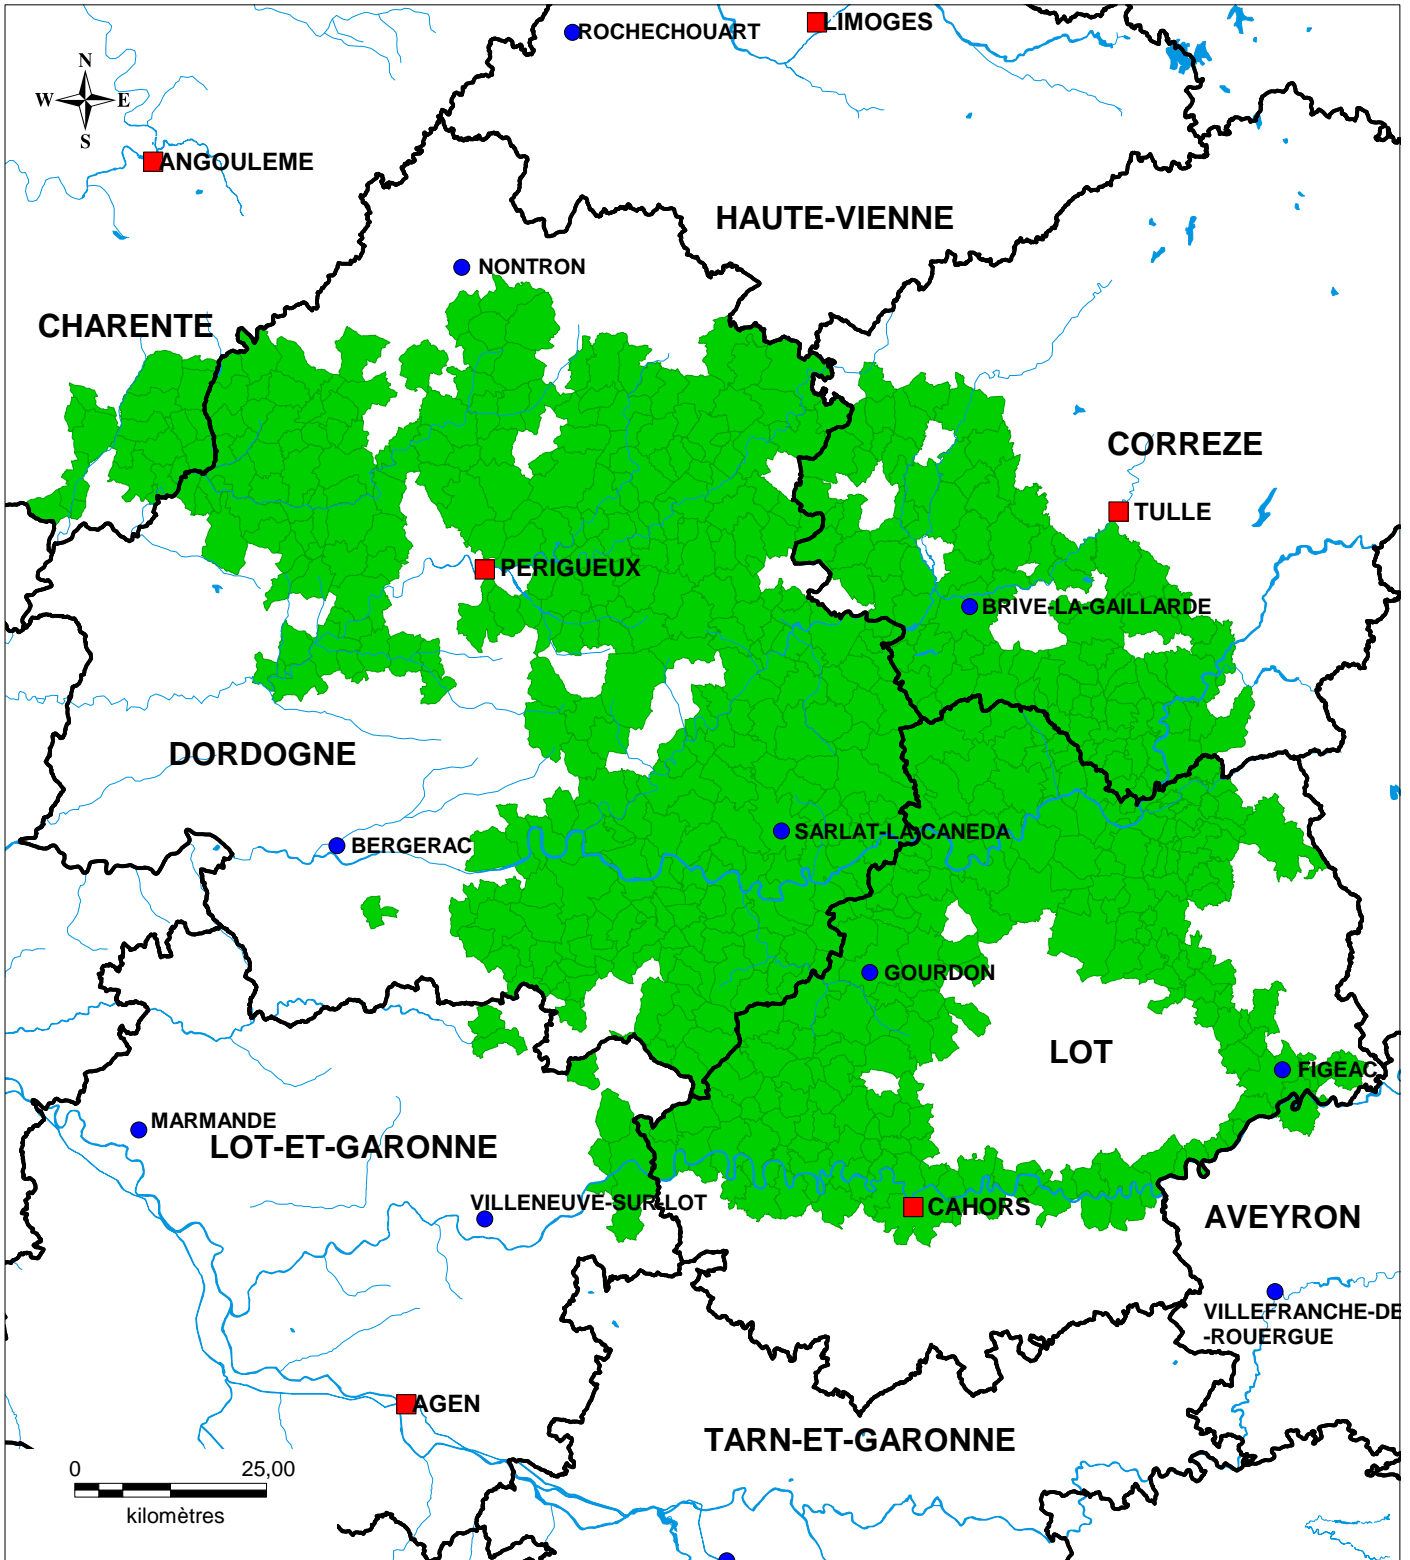 ROCHECHOUART
LIMOGES
N
W E
S
ANGOULEME
HAUTE-VIENNE
NONTRON
CHARENTE
CORREZE
TULLE
PERIGUEUX
BRIVE-LA-GAILLARDE
DORDOGNE
SARLAT-LA-CANEDA
BERGERAC
GOURDON
LOT
FIGEAC
MARMANDE
LOT-ET-GARONNE
VILLENEUVE-SUR-LOT
CAHORS
AVEYRON
VILLEFRANCHE-DE
-ROUERGUE
AGEN
TARN-ET-GARONNE
0 25,00
kilomètres